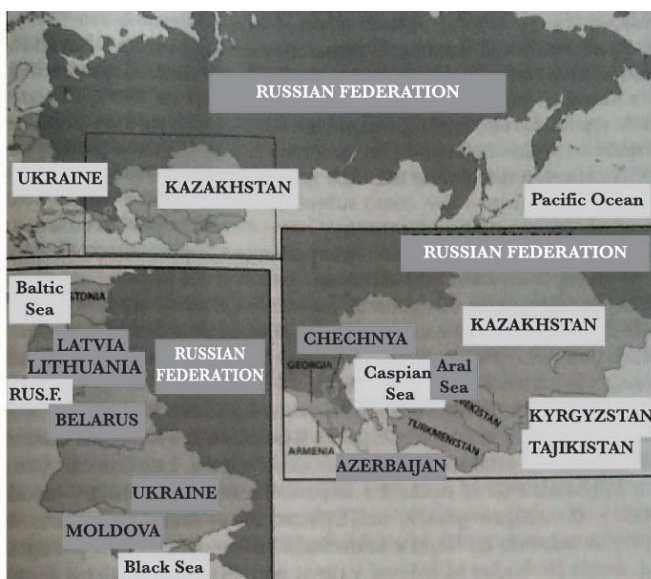 RUSSIAN FEDERATION
UKRAINE
KAZAKHSTAN
Pacific Ocean
RUSSIAN FEDERATION
KAZAKHSTAN
CHECHNYA
GEORGIA
Caspian
Sea
Aral
Sea
KYRGYZSTAN
TURKMENISTAN
TAJIKISTAN
ARMENIA
AZERBAIJAN
Baltic
Sea
LATVIA
LITHUANIA
RUSSIAN
FEDERATION
RUS.F.
BELARUS
UKRAINE
MOLDOVA
Black Sea